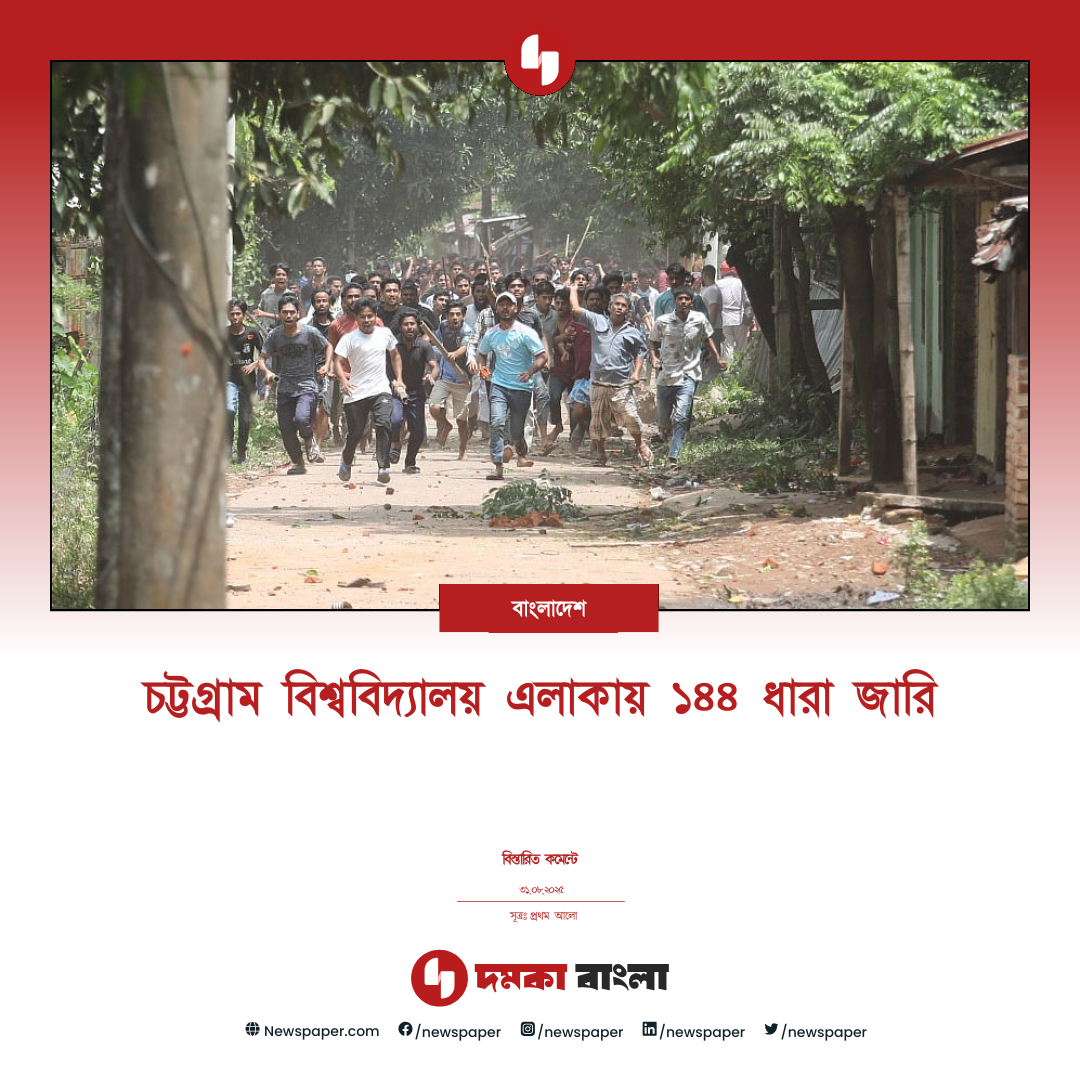 বাংলাদেশ
চট্টগ্রাম বিশ্ববিদ্যালয় এলাকায় ১৪৪ ধারা জারি
বিস্তারিত কমেন্টে
৩১.০৮.২০২৫
সূত্রঃ প্রথম আলো
দমকা বাংলা
Newspaper.com /newspaper /newspaper /newspaper /newspaper